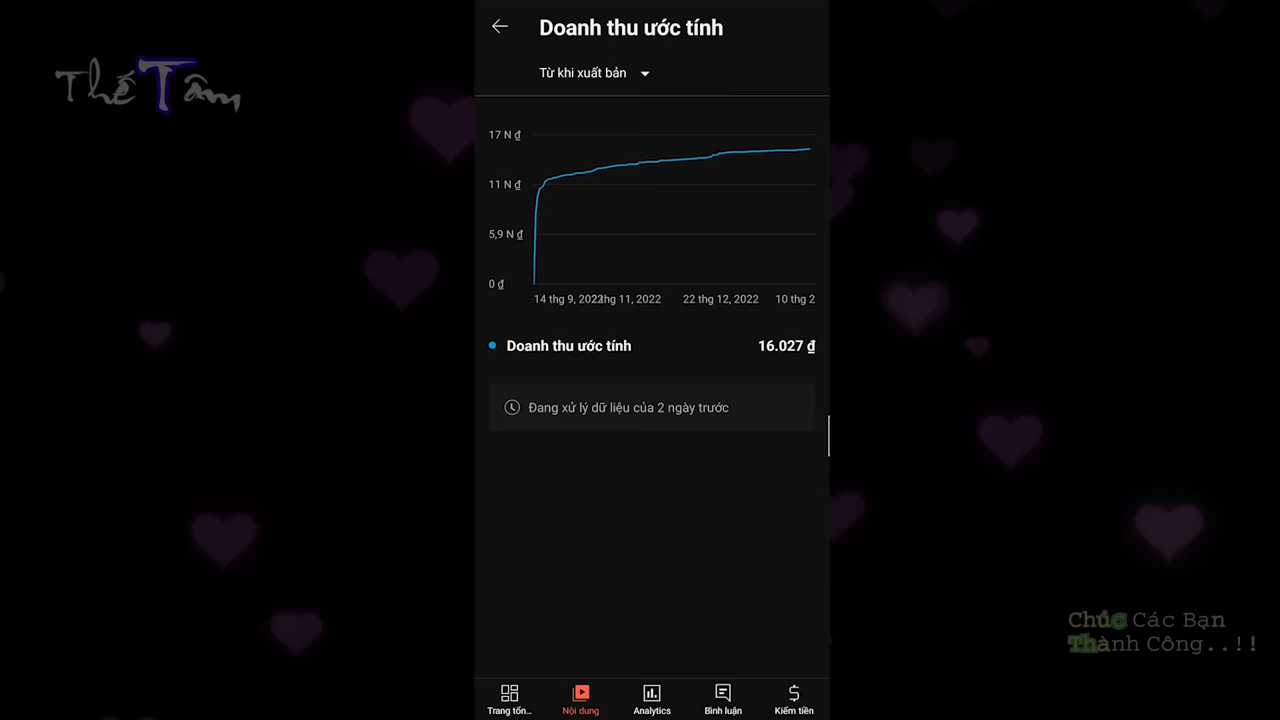 Thế Tâm
Doanh thu ước tính
Từ khi xuất bản
17 N ₫
11 N ₫
5,9 N ₫
0 ₫
14 thg 9, 2022
thg 11, 2022
22 thg 12, 2022
10 thg 2
Doanh thu ước tính
16.027 ₫
Đang xử lý dữ liệu của 2 ngày trước
Chúc Các Bạn
Thành Công..!!
Trang tổn...
Nội dung
Analytics
Bình luận
Kiếm tiền